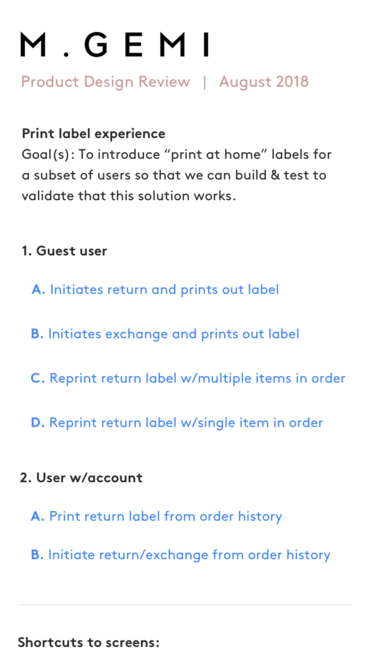 M.GEMI
Product Design Review | August 2018
Print label experience
Goal(s): To introduce “print at home” labels for
a subset of users so that we can build & test to
validate that this solution works.
1. Guest user
A. Initiates return and prints out label
B. Initiates exchange and prints out label
C. Reprint return label w/multiple items in order
D. Reprint return label w/single item in order
2. User w/account
A. Print return label from order history
B. Initiate return/exchange from order history
Shortcuts to screens: